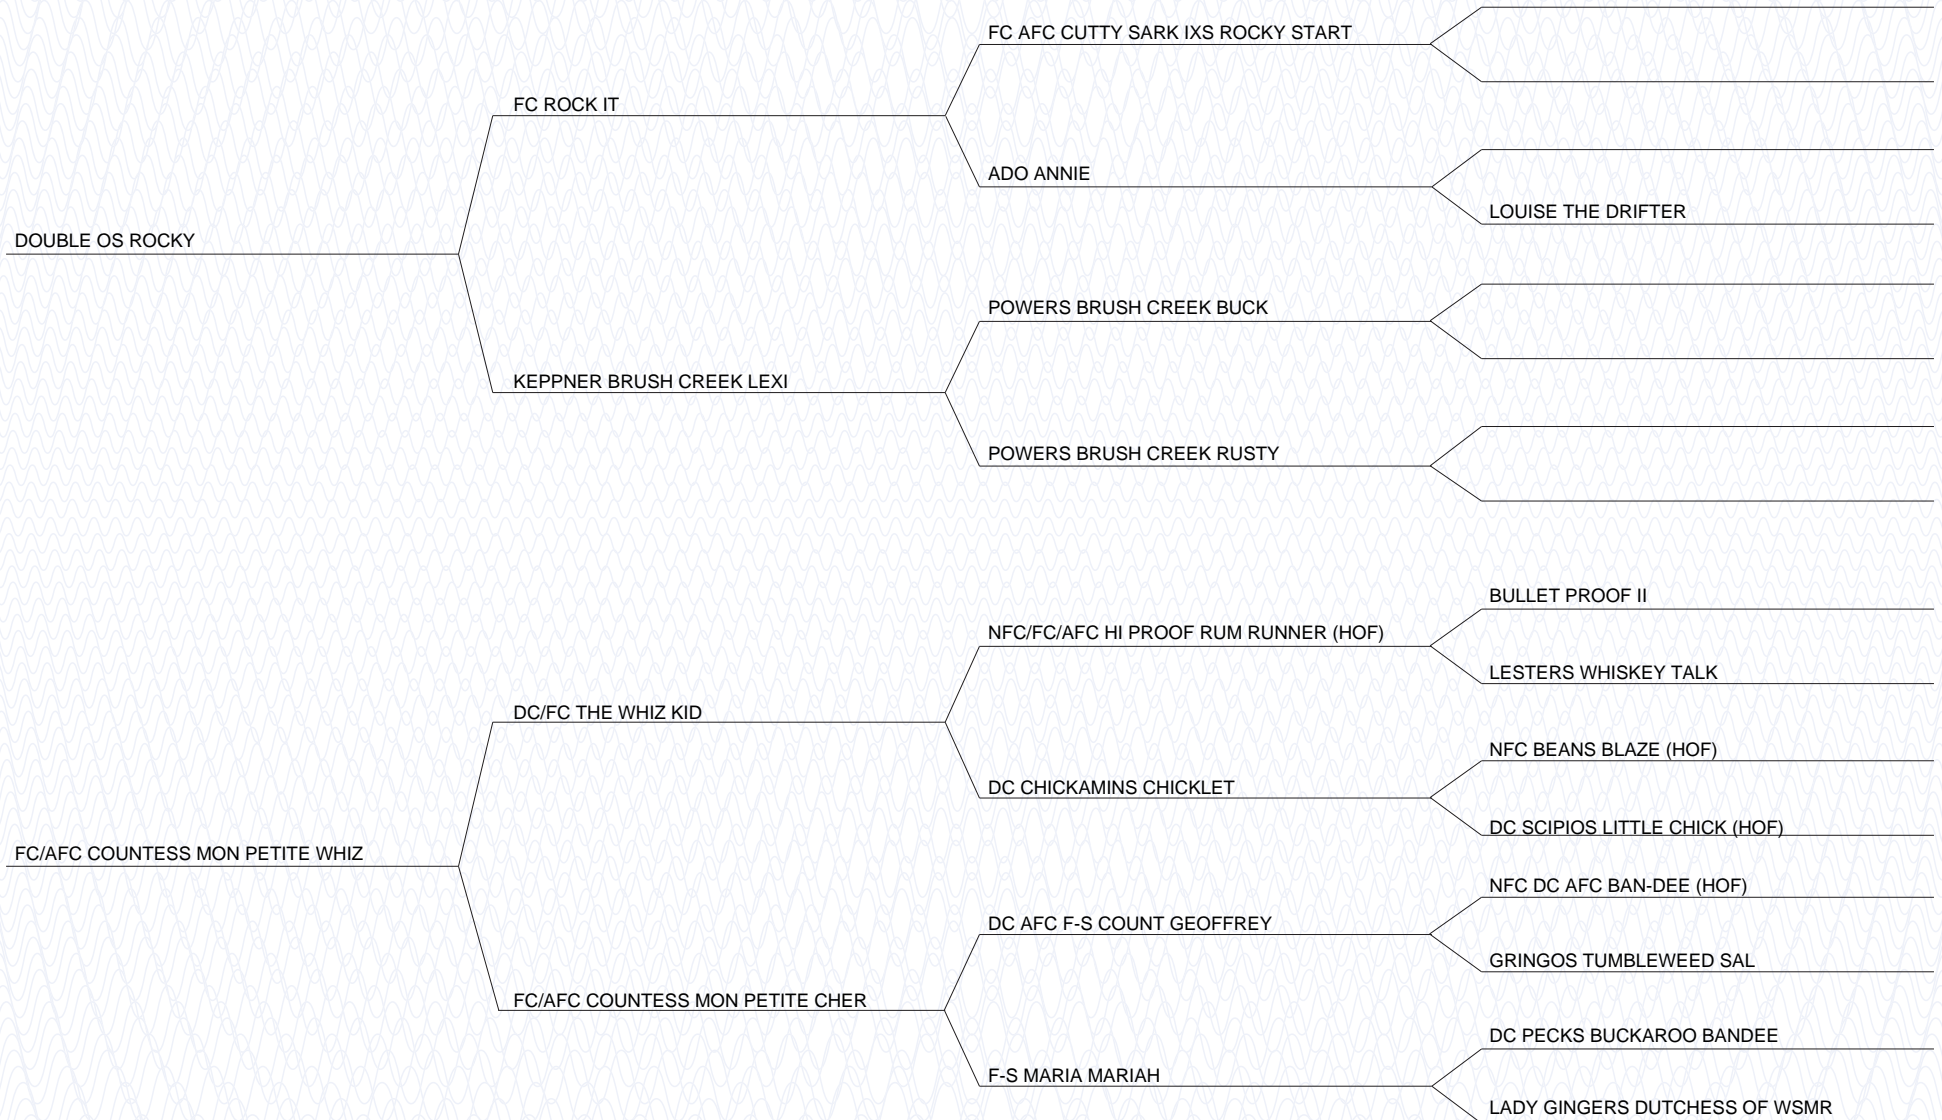 FC AFC CUTTY SARK IXS ROCKY START
FC ROCK IT
ADO ANNIE
LOUISE THE DRIFTER
DOUBLE OS ROCKY
POWERS BRUSH CREEK BUCK
KEPPNER BRUSH CREEK LEXI
POWERS BRUSH CREEK RUSTY
BULLET PROOF II
NFC/FC/AFC HI PROOF RUM RUNNER (HOF)
LESTERS WHISKEY TALK
DC/FC THE WHIZ KID
NFC BEANS BLAZE (HOF)
DC CHICKAMINS CHICKLET
DC SCIPIOS LITTLE CHICK (HOF)
FC/AFC COUNTESS MON PETITE WHIZ
NFC DC AFC BAN-DEE (HOF)
DC AFC F-S COUNT GEOFFREY
GRINGOS TUMBLEWEED SAL
FC/AFC COUNTESS MON PETITE CHER
DC PECKS BUCKAROO BANDEE
F-S MARIA MARIAH
LADY GINGERS DUTCHESS OF WSMR